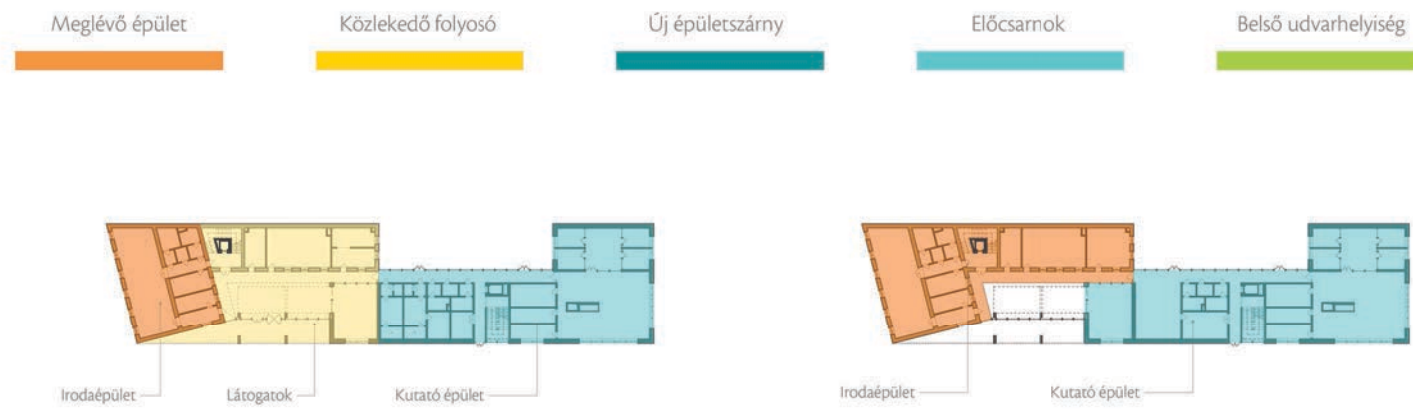 Meglévő épület
Közlekedő folyosó
Új épületszárny
Előcsarnok
Belső udvarhelyiség
Irodaépület
Látogatok
Kutató épület
Irodaépület
Kutató épület